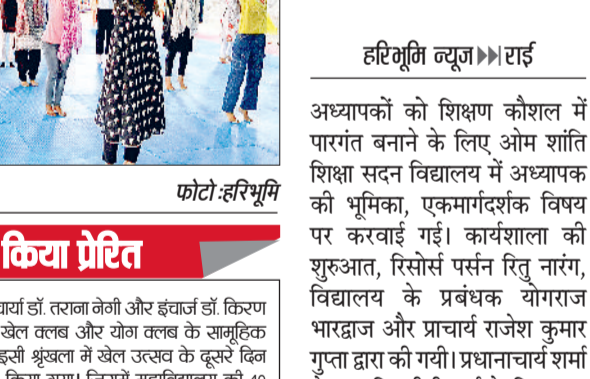 फोटो :हरिभूमि
किया प्रेरित
चार्या डॉ. तराना नेगी और इंचार्ज डॉ. किरण
खेल क्लब और योग क्लब के सामूहिक
इसी श्रृंखला में खेल उत्सव के दूसरे दिन
हरिभूमि न्यूज ▶▶| राई
अध्यापकों को शिक्षण कौशल में
पारगंत बनाने के लिए ओम शांति
शिक्षा सदन विद्यालय में अध्यापक
की भूमिका, एकमार्गदर्शक विषय
पर करवाई गई। कार्यशाला की
शुरुआत, रिसोर्स पर्सन रितु नारंग,
विद्यालय के प्रबंधक योगराज
भारद्वाज और प्राचार्य राजेश कुमार
गुप्ता द्वारा की गयी। प्रधानाचार्य शर्मा